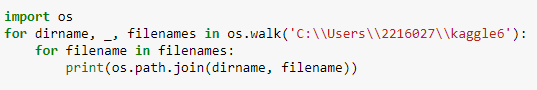 import os
for dirname, _, filenames in os.walk('C:\\Users\\2216027\\kaggle6'):
    for filename in filenames:
        print(os.path.join(dirname, filename))